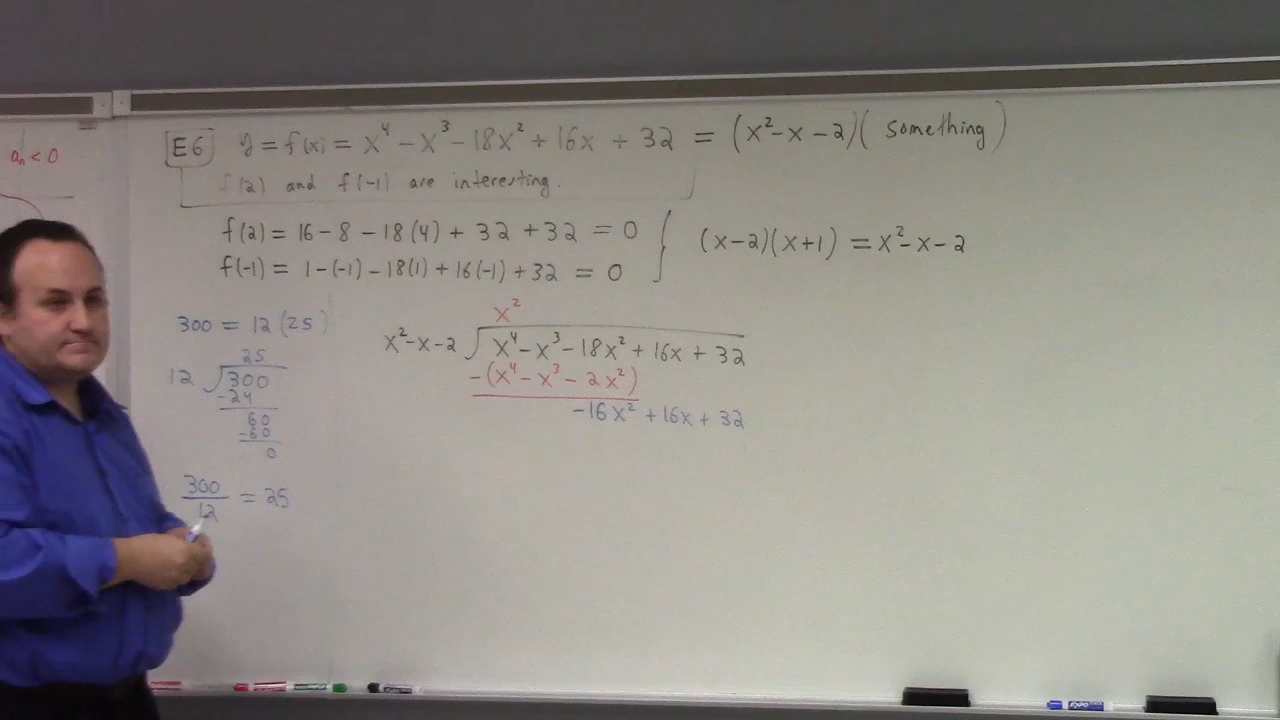 aₙ < 0
E6 y = f(x) = x⁴ - x³ - 18x² + 16x + 32 = (x² - x - 2)( something )
f(2) and f(-1) are interesting.
f(2) = 16 - 8 - 18(4) + 32 + 32 = 0
f(-1) = 1 - (-1) - 18(1) + 16(-1) + 32 = 0
(x-2)(x+1) = x² - x - 2
300 = 12(25)
25
12 300
-24
60
-60
0
300
12 = 25
x²
x² - x - 2 x⁴ - x³ - 18x² + 16x + 32
-(x⁴ - x³ - 2x²)
-16x² + 16x + 32
EXPO